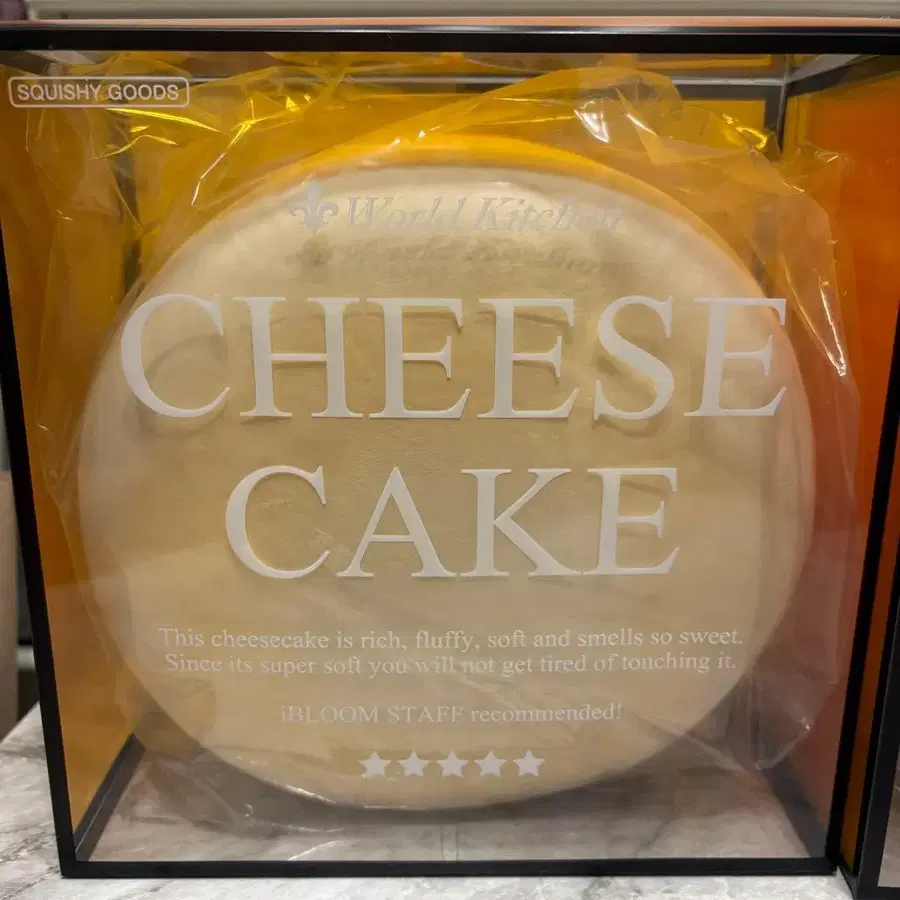 SQUISHY GOODS
World Kitchen
CHEESE
CAKE
This cheesecake is rich, fluffy, soft and smells so sweet.
Since its super soft you will not get tired of touching it.
iBLOOM STAFF recommended!